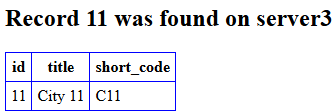 Record 11 was found on server3
id title short_code
11 City 11 C11